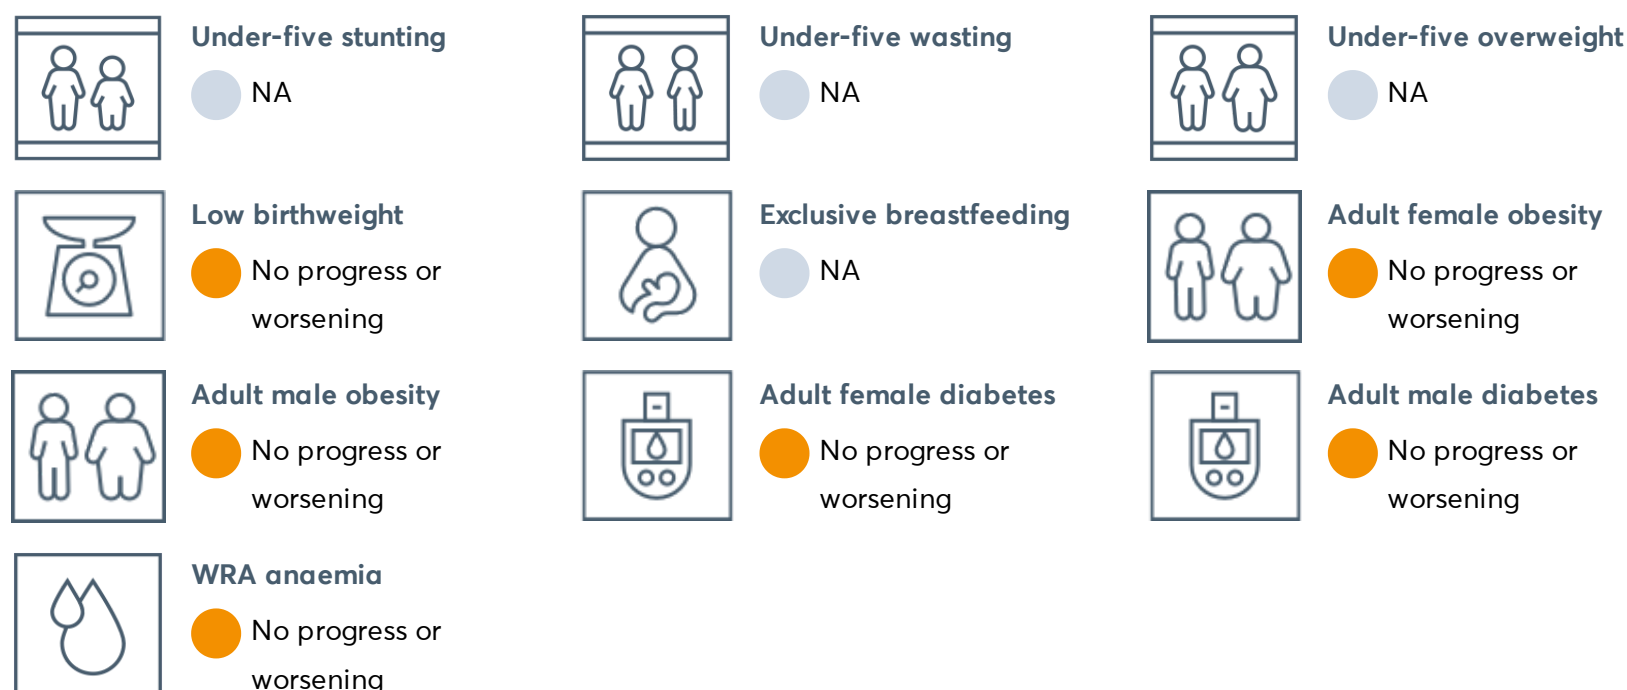 Under-five stunting
NA
Under-five wasting
NA
Under-five overweight
NA
Low birthweight
No progress or
worsening
Exclusive breastfeeding
NA
Adult female obesity
No progress or
worsening
Adult male obesity
No progress or
worsening
Adult female diabetes
No progress or
worsening
Adult male diabetes
No progress or
worsening
WRA anaemia
No progress or
worsening